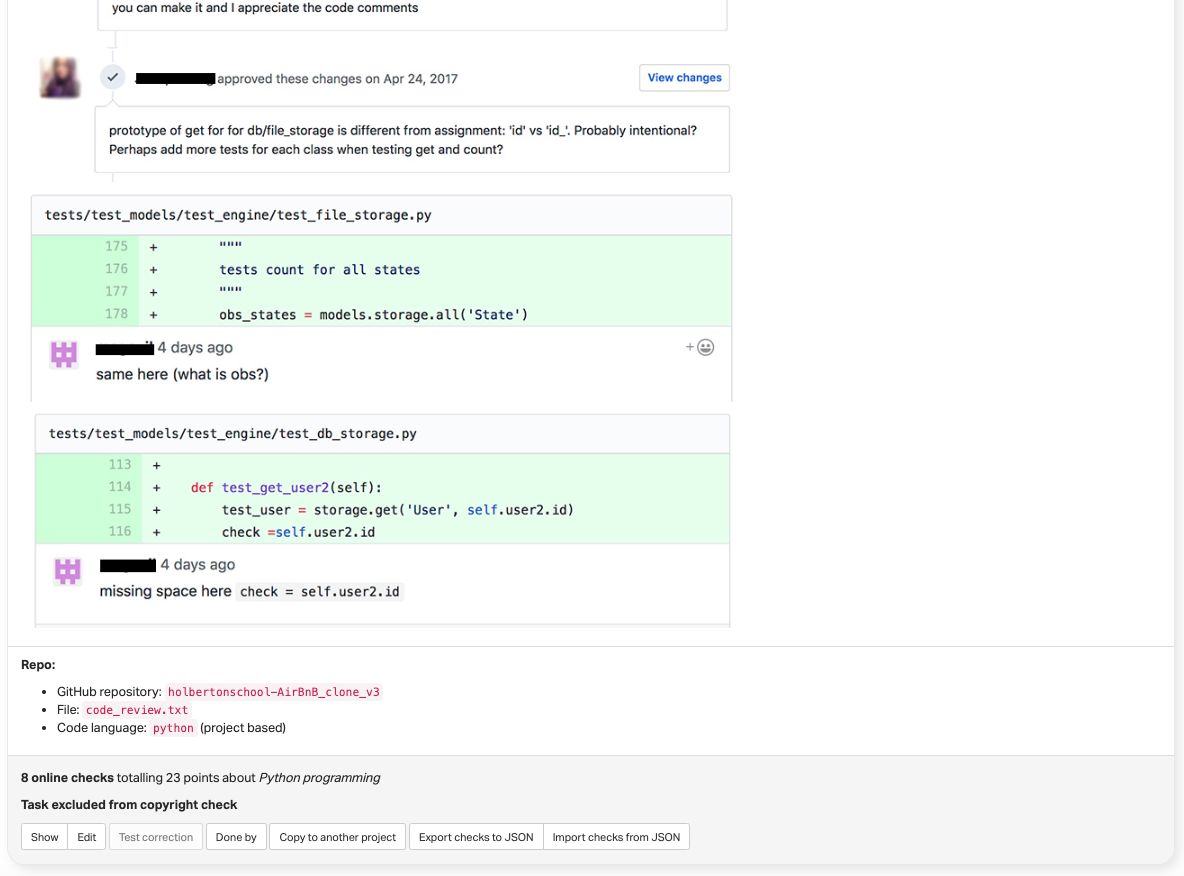 you can make it and I appreciate the code comments
approved these changes on Apr 24, 2017
View changes
prototype of get for for db/file_storage is different from assignment: 'id' vs 'id_'. Probably intentional?
Perhaps add more tests for each class when testing get and count?
tests/test_models/test_engine/test_file_storage.py
175 + """
176 + tests count for all states
177 + """
178 + obs_states = models.storage.all('State')
4 days ago
+
same here (what is obs?)
tests/test_models/test_engine/test_db_storage.py
113 +
114 + def test_get_user2(self):
115 + test_user = storage.get('User', self.user2.id)
116 + check =self.user2.id
4 days ago
missing space here check = self.user2.id
Repo:
• GitHub repository: holbertonschool-AirBnB_clone_v3
• File: code_review.txt
• Code language: python (project based)
8 online checks totalling 23 points about Python programming
Task excluded from copyright check
Show Edit Test correction Done by Copy to another project Export checks to JSON Import checks from JSON